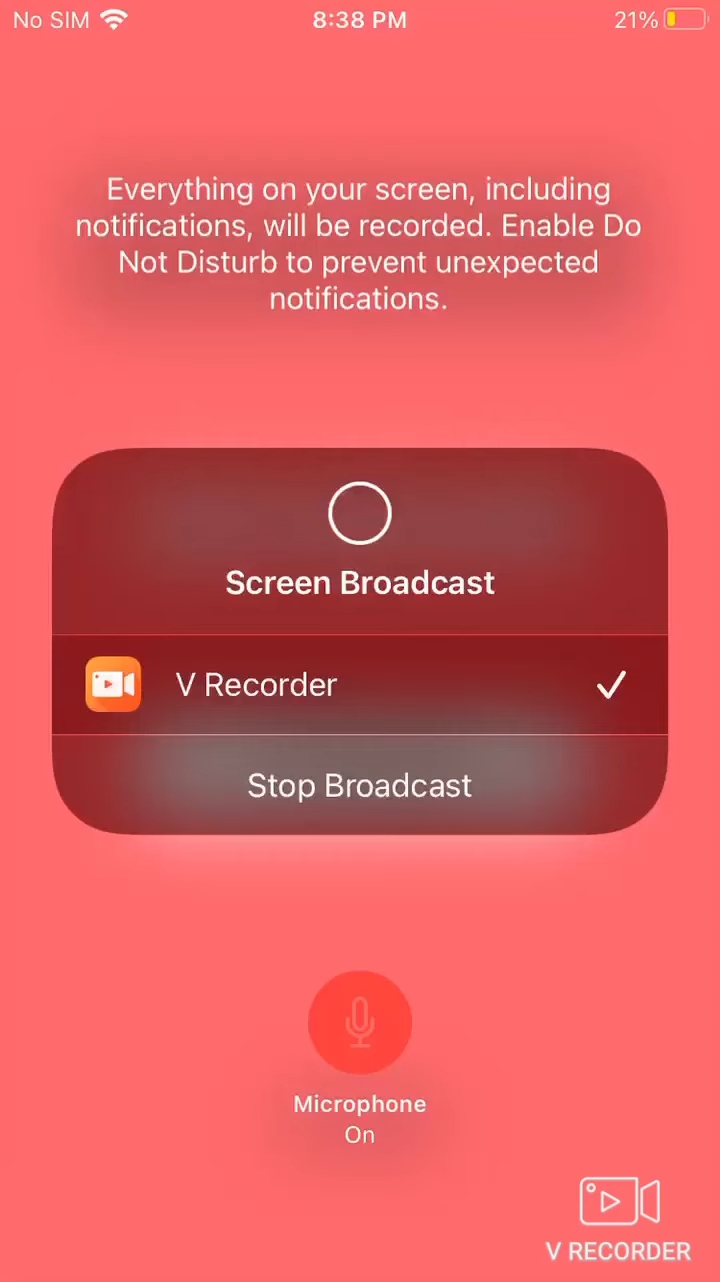 No SIM 8:38 PM 21%
Everything on your screen, including
notifications, will be recorded. Enable Do
Not Disturb to prevent unexpected
notifications.
Screen Broadcast
V Recorder
Stop Broadcast
Microphone
On
V RECORDER